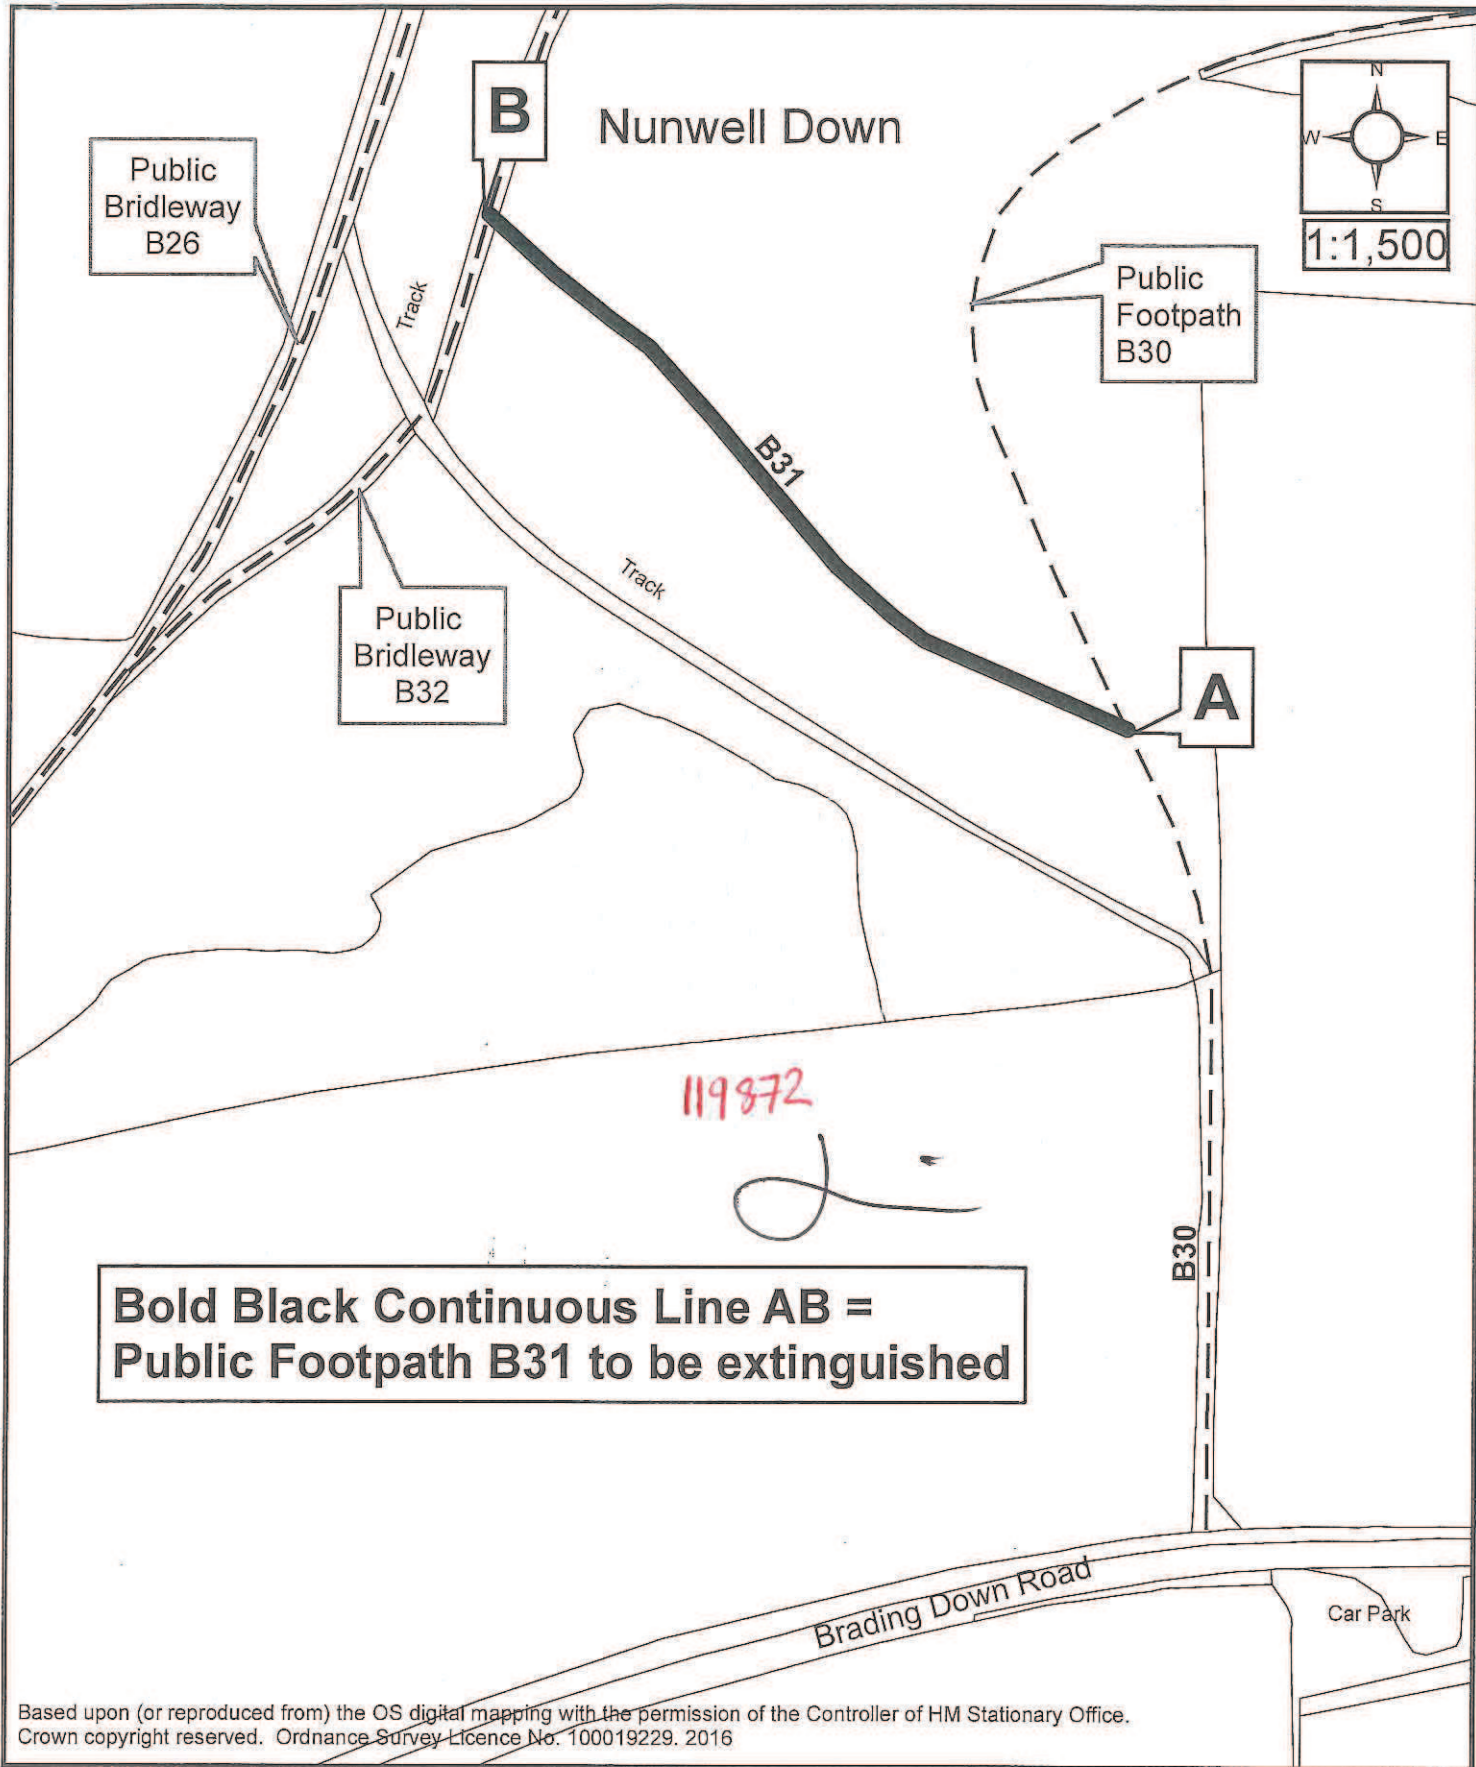 B
Nunwell Down
N
W
E
S
1:1,500
Public
Bridleway
B26
Track
Public
Footpath
B30
B31
Track
Public
Bridleway
B32
A
119872
B30
Bold Black Continuous Line AB =
Public Footpath B31 to be extinguished
Brading Down Road
Car Park
Based upon (or reproduced from) the OS digital mapping with the permission of the Controller of HM Stationary Office.
Crown copyright reserved. Ordnance Survey Licence No. 100019229. 2016